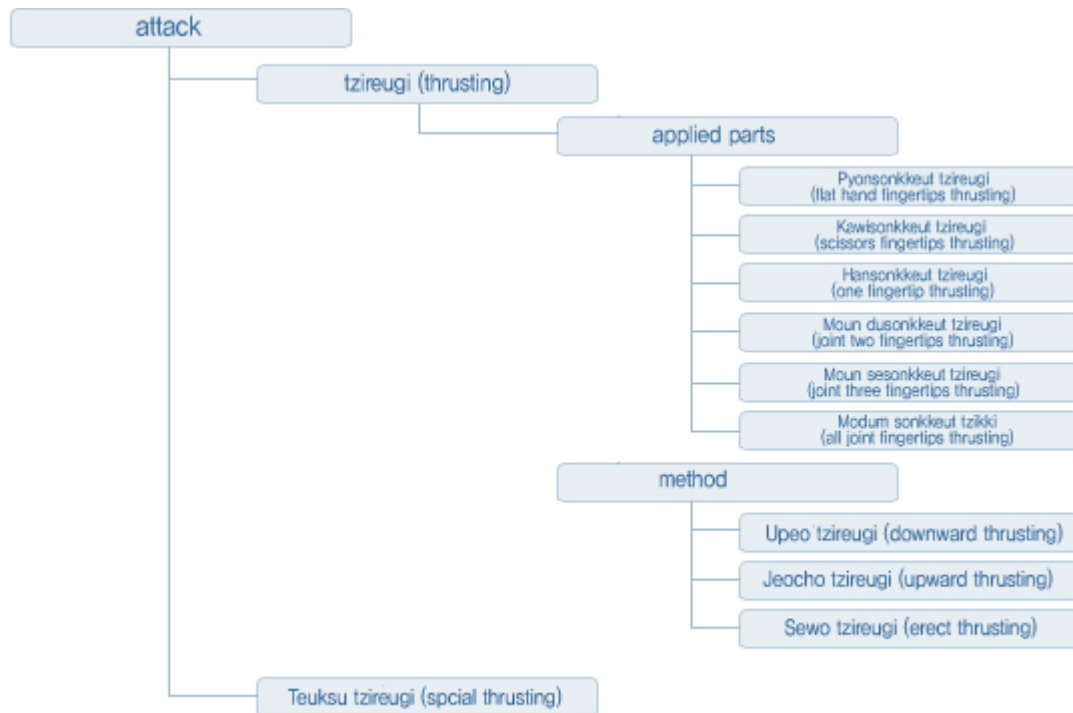 attack
tzireugi (thrusting)
applied parts
Pyonsonkkeut tzireugi
(flat hand fingertips thrusting)
Kawisonkkeut tzireugi
(scissors fingertips thrusting)
Hansonkkeut tzireugi
(one fingertip thrusting)
Moun dusonkkeut tzireugi
(joint two fingertips thrusting)
Moun sesonkkeut tzireugi
(joint three fingertips thrusting)
Modum sonkkeut tzikki
(all joint fingertips thrusting)
method
Upeo tzireugi (downward thrusting)
Jeocho tzireugi (upward thrusting)
Sewo tzireugi (erect thrusting)
Teuksu tzireugi (spcial thrusting)